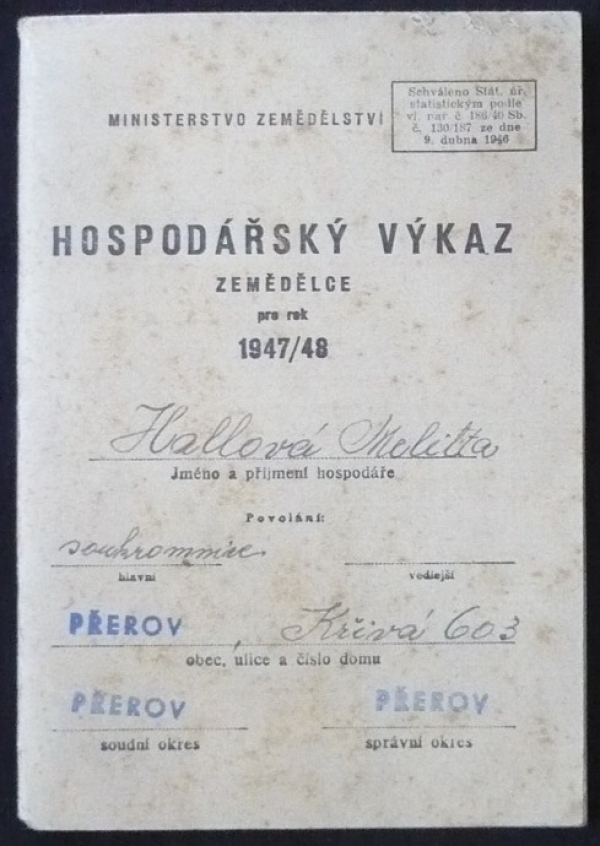 MINISTERSTVO ZEMĚDĚLSTVÍ
Schváleno Stát. úř.
statistickým podle
vl. nař. č. 186/40 Sb.
č. 130/187 ze dne
9. dubna 1946
HOSPODÁŘSKÝ VÝKAZ
ZEMĚDĚLCE
pro rok
1947/48
Hallová Melitta
Jméno a příjmení hospodáře
Povolání:
soukromnice
hlavní
vedlejší
PŘEROV, Křivá 603
obec, ulice a číslo domu
PŘEROV PŘEROV
soudní okres správní okres